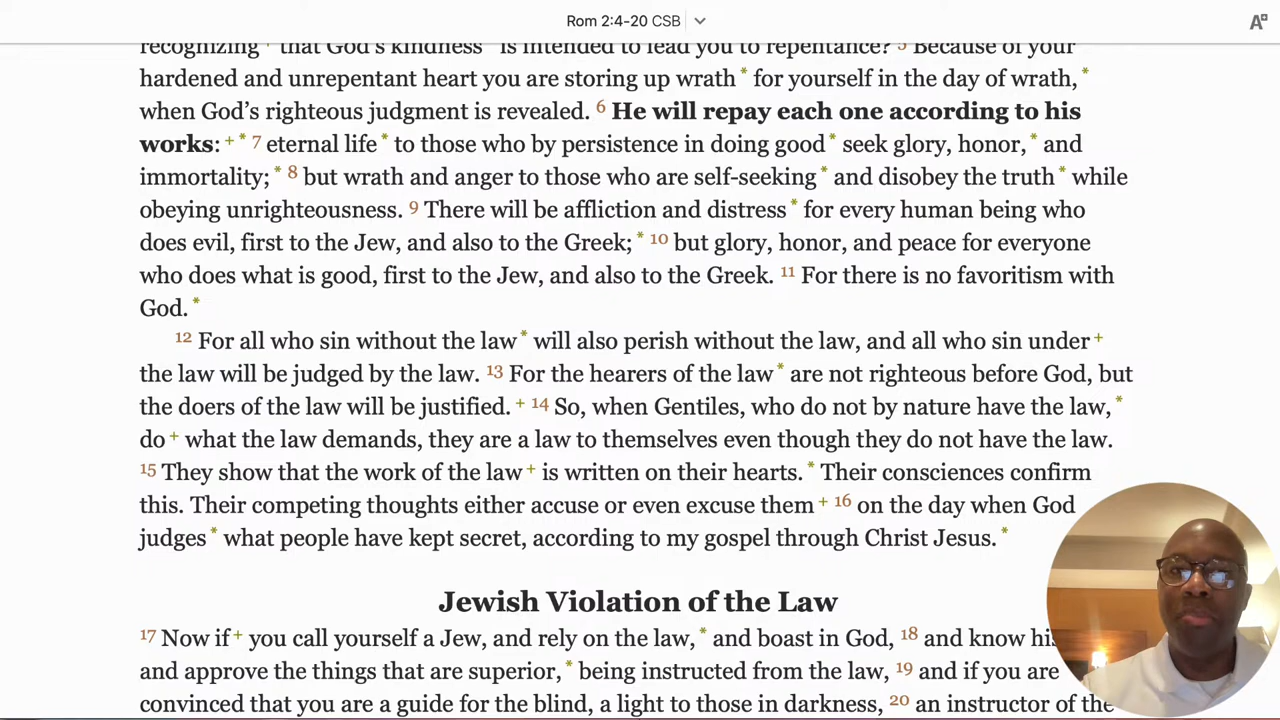 Rom 2:4-20 CSB
recognizing + that God's kindness * is intended to lead you to repentance? 5 Because of your
hardened and unrepentant heart you are storing up wrath * for yourself in the day of wrath, *
when God's righteous judgment is revealed. 6 He will repay each one according to his
works: + * 7 eternal life * to those who by persistence in doing good * seek glory, honor, * and
immortality; * 8 but wrath and anger to those who are self-seeking * and disobey the truth * while
obeying unrighteousness. 9 There will be affliction and distress * for every human being who
does evil, first to the Jew, and also to the Greek; * 10 but glory, honor, and peace for everyone
who does what is good, first to the Jew, and also to the Greek. 11 For there is no favoritism with
God. *
12 For all who sin without the law * will also perish without the law, and all who sin under +
the law will be judged by the law. 13 For the hearers of the law * are not righteous before God, but
the doers of the law will be justified. + 14 So, when Gentiles, who do not by nature have the law, *
do + what the law demands, they are a law to themselves even though they do not have the law.
15 They show that the work of the law + is written on their hearts. * Their consciences confirm
this. Their competing thoughts either accuse or even excuse them + 16 on the day when God
judges * what people have kept secret, according to my gospel through Christ Jesus. *
Jewish Violation of the Law
17 Now if + you call yourself a Jew, and rely on the law, * and boast in God, 18 and know
and approve the things that are superior, * being instructed from the law, 19 and if you are
convinced that you are a guide for the blind, a light to those in darkness, 20 an instructor of the